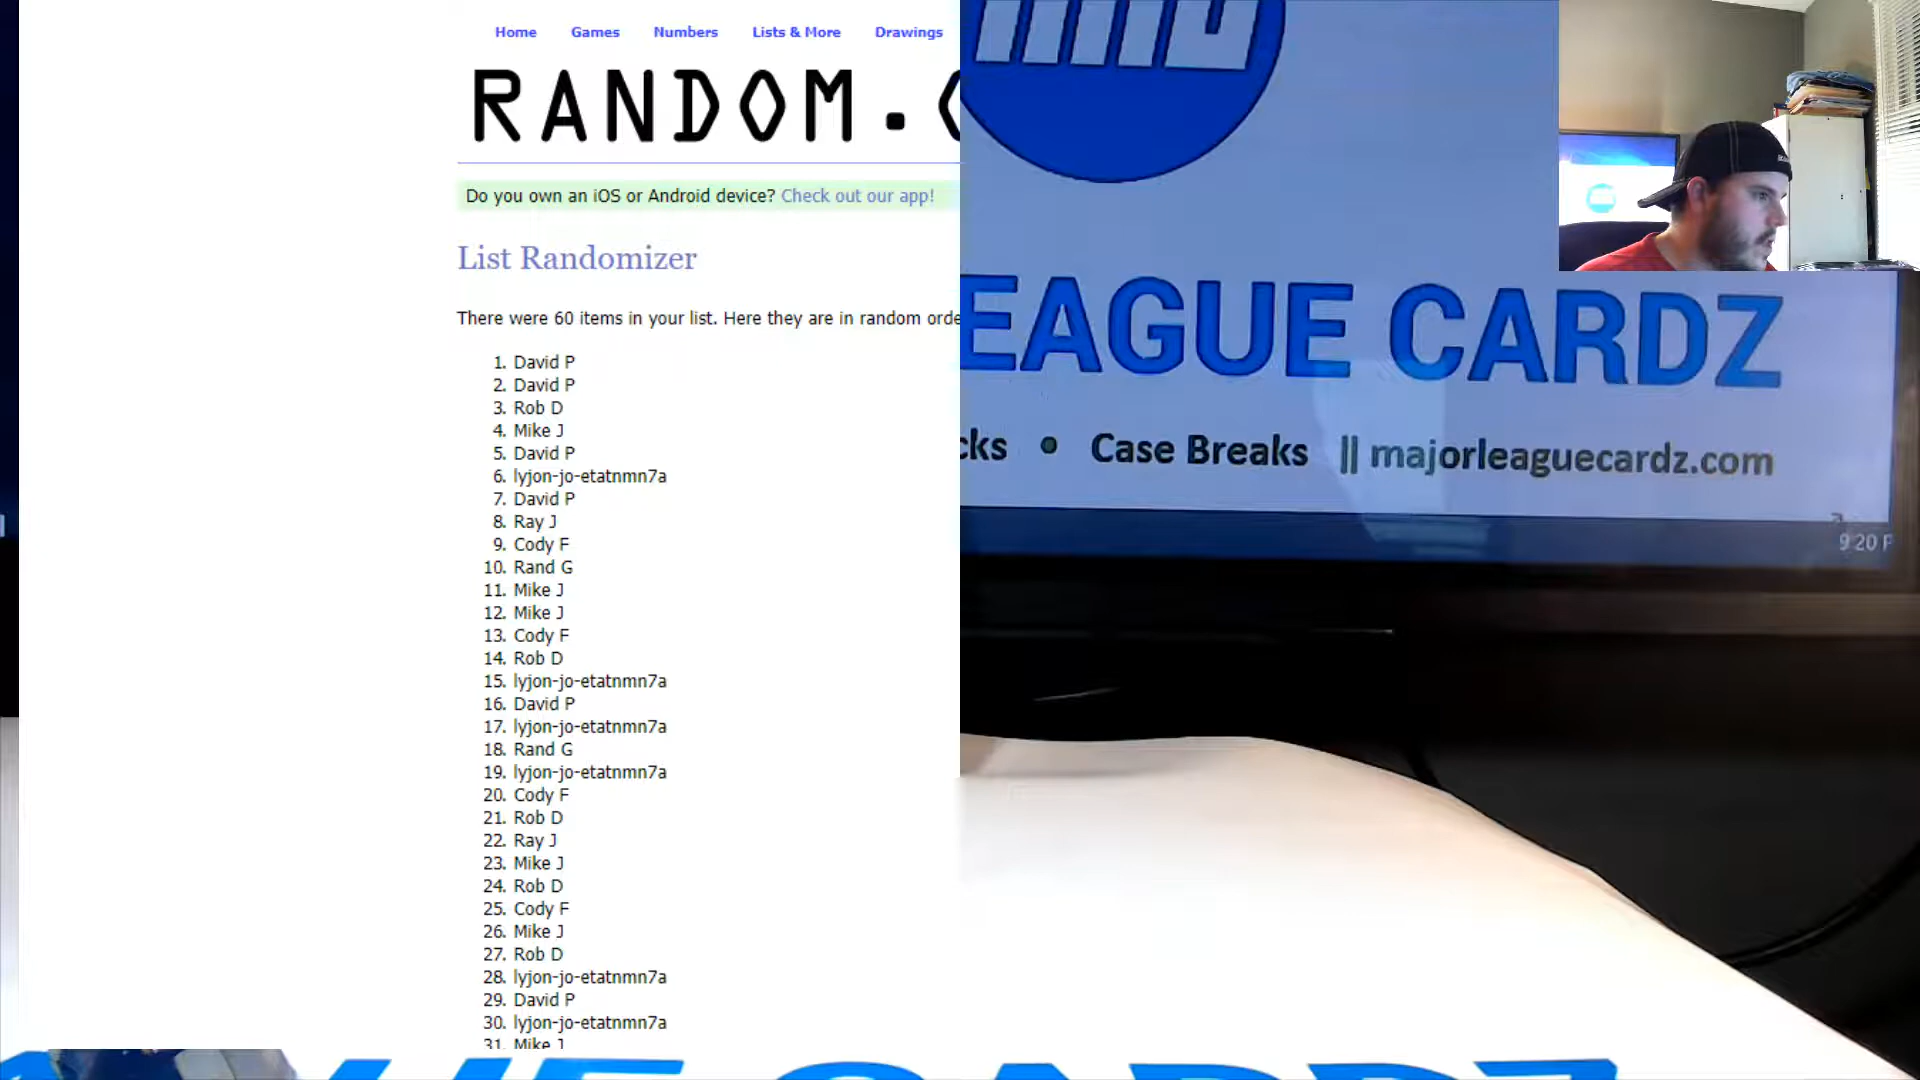 Home Games Numbers Lists & More Drawings
RANDOM.
Do you own an iOS or Android device? Check out our app!
List Randomizer
There were 60 items in your list. Here they are in random orde
1. David P
2. David P
3. Rob D
4. Mike J
5. David P
6. lyjon-jo-etatnmn7a
7. David P
8. Ray J
9. Cody F
10. Rand G
11. Mike J
12. Mike J
13. Cody F
14. Rob D
15. lyjon-jo-etatnmn7a
16. David P
17. lyjon-jo-etatnmn7a
18. Rand G
19. lyjon-jo-etatnmn7a
20. Cody F
21. Rob D
22. Ray J
23. Mike J
24. Rob D
25. Cody F
26. Mike J
27. Rob D
28. lyjon-jo-etatnmn7a
29. David P
30. lyjon-jo-etatnmn7a
31. Mike J
EAGUE CARDZ
cks • Case Breaks || majorleaguecardz.com
9:20 P